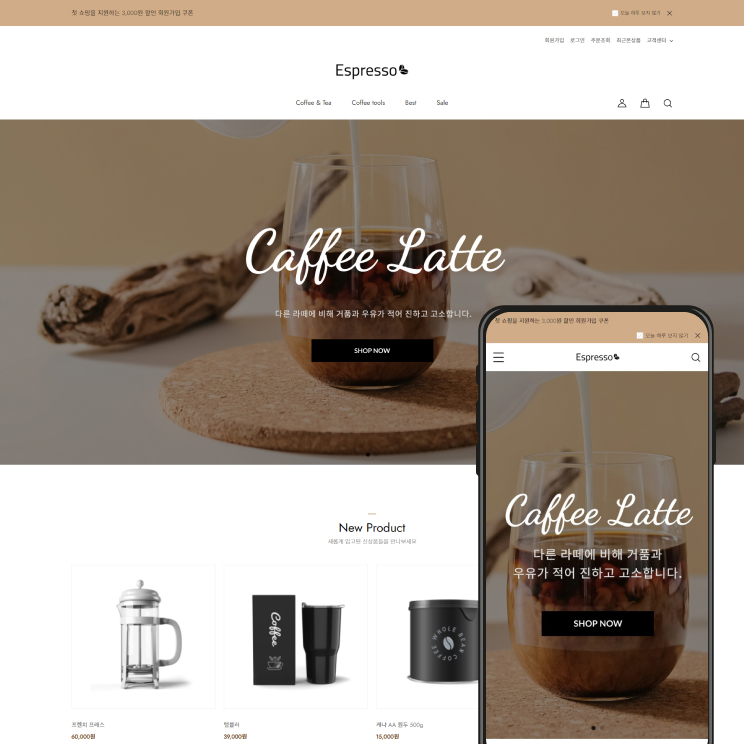 첫 쇼핑을 지원하는 3,000원 할인 회원가입 쿠폰
오늘 하루 보지 않기
회원가입 로그인 주문조회 최근본상품 고객센터
Espresso
Coffee & Tea Coffee tools Best Sale
Caffee Latte
다른 라떼에 비해 거품과 우유가 적어 진하고 고소합니다.
SHOP NOW
New Product
새롭게 입고된 신상품들을 만나보세요
Coffee
WHOLE BEAN COFFEE
프렌치 프레스
60,000원
텀블러
39,000원
케냐 AA 원두 500g
15,000원
첫 쇼핑을 지원하는 3,000원 할인 회원가입 쿠폰
오늘 하루 보지 않기
Espresso
Caffee Latte
다른 라떼에 비해 거품과
우유가 적어 진하고 고소합니다.
SHOP NOW